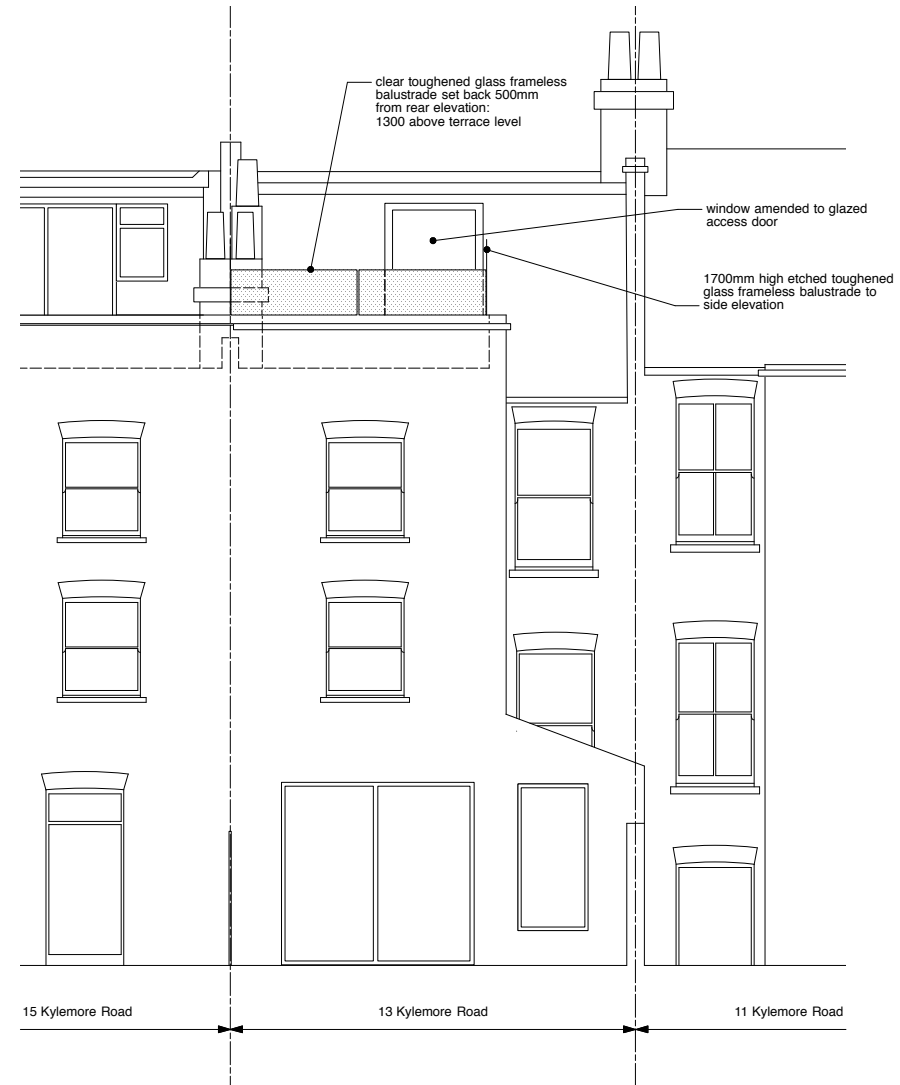 clear toughened glass frameless
balustrade set back 500mm
from rear elevation:
1300 above terrace level
window amended to glazed
access door
1700mm high etched toughened
glass frameless balustrade to
side elevation
15 Kylemore Road
13 Kylemore Road
11 Kylemore Road